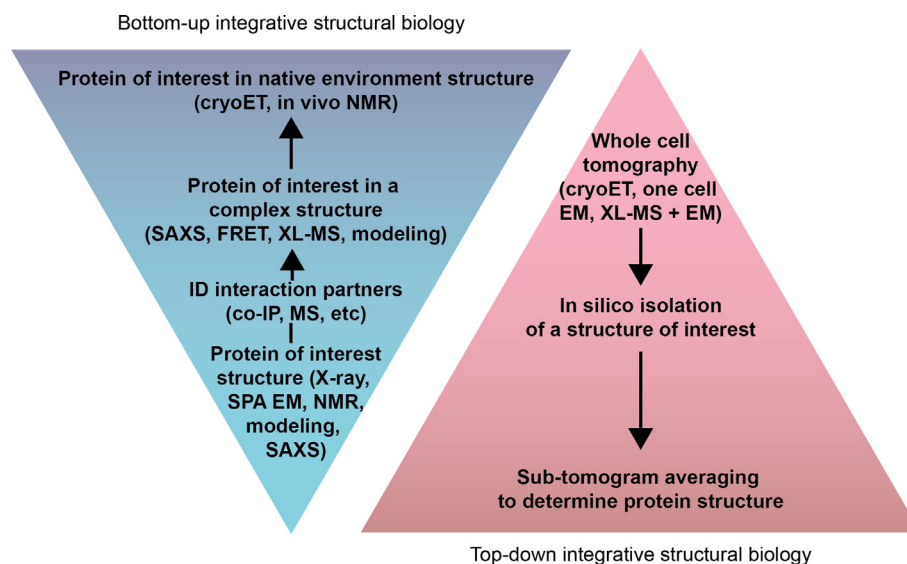 Bottom-up integrative structural biology
Protein of interest in native environment structure
(cryoET, in vivo NMR)
Protein of interest in a
complex structure
(SAXS, FRET, XL-MS, modeling)
ID interaction partners
(co-IP, MS, etc)
Protein of interest
structure (X-ray,
SPA EM, NMR,
modeling,
SAXS)
Whole cell
tomography
(cryoET, one cell
EM, XL-MS + EM)
In silico isolation
of a structure of interest
Sub-tomogram averaging
to determine protein structure
Top-down integrative structural biology